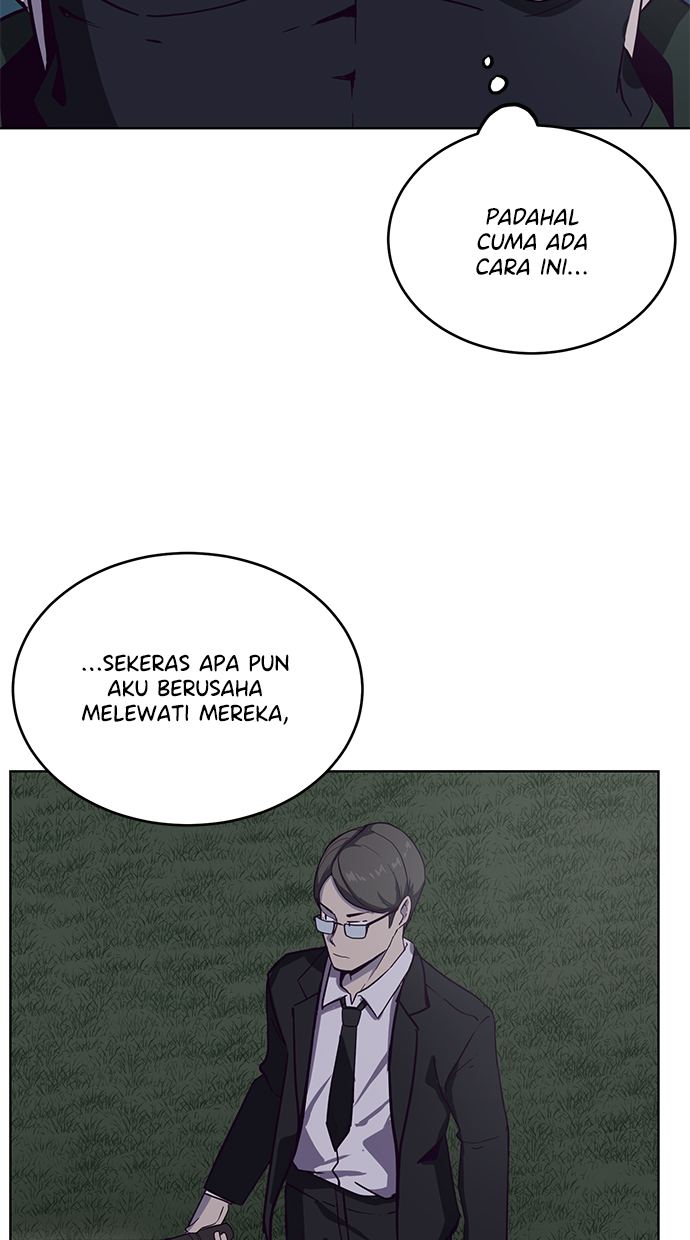 PADAHAL
CUMA ADA
CARA INI...
...SEKERAS APA PUN
AKU BERUSAHA
MELEWATI MEREKA,